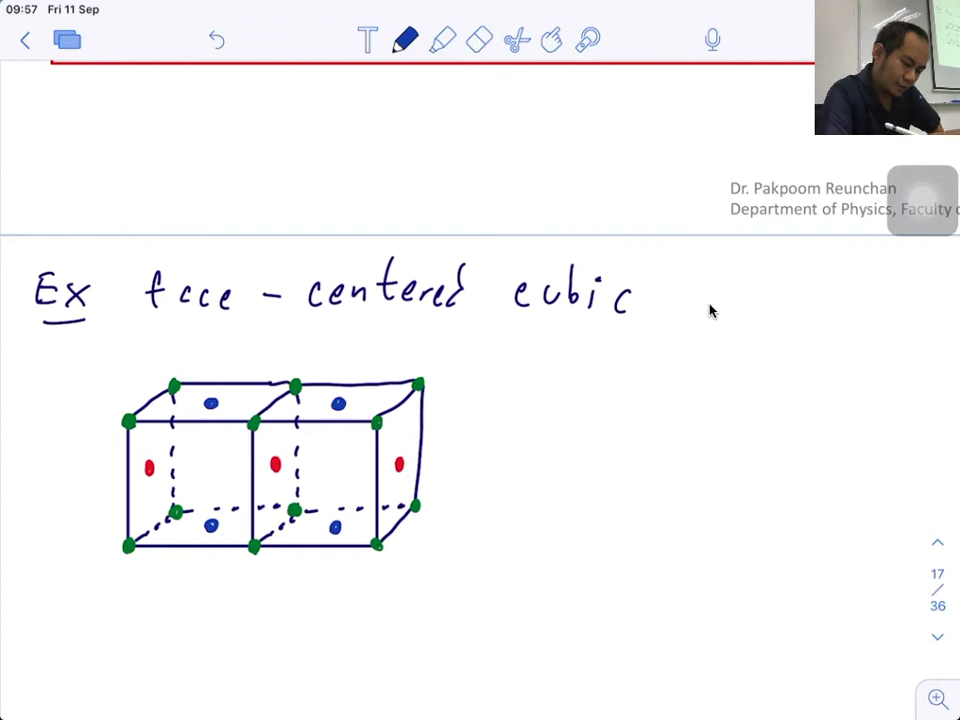 09:57 Fri 11 Sep
T
Dr. Pakpoom Reunchan
Department of Physics, Faculty o
Ex face - centered cubic
17
/
36